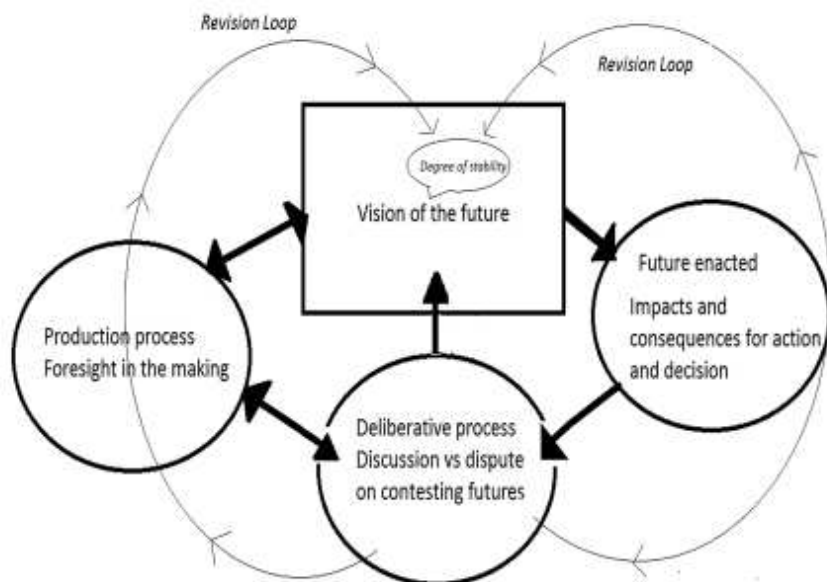 Revision Loop
Revision Loop
Degree of stability
Vision of the future
Future enacted
Impacts and
consequences for action
and decision
Production process
Foresight in the making
Deliberative process
Discussion vs dispute
on contesting futures